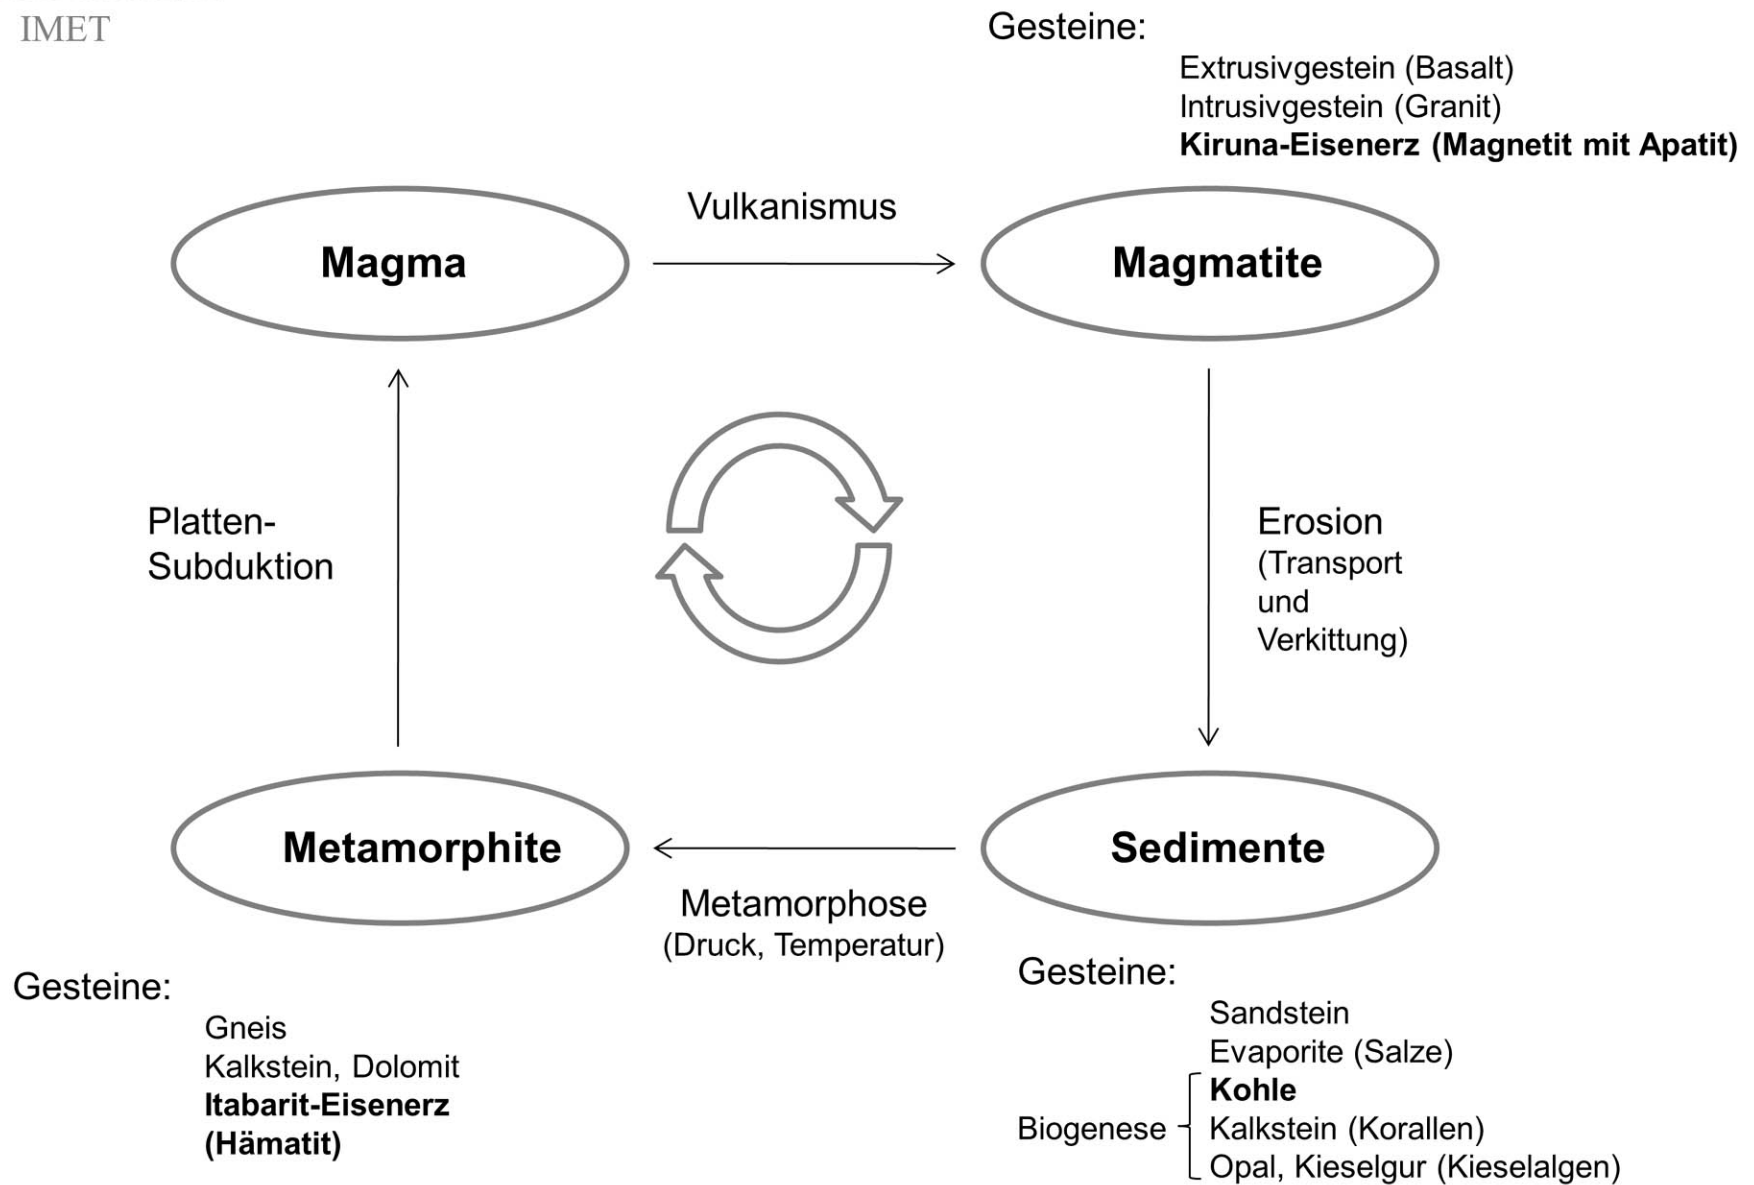 IMET
Gesteine:
Extrusivgestein (Basalt)
Intrusivgestein (Granit)
Kiruna-Eisenerz (Magnetit mit Apatit)
Vulkanismus
Magma
Magmatite
Platten-
Subduktion
Erosion
(Transport
und
Verkittung)
Metamorphite
Sedimente
Metamorphose
(Druck, Temperatur)
Gesteine:
Gneis
Kalkstein, Dolomit
Itabarit-Eisenerz
(Hämatit)
Gesteine:
Sandstein
Evaporite (Salze)
Kohle
Biogenese
Kalkstein (Korallen)
Opal, Kieselgur (Kieselalgen)